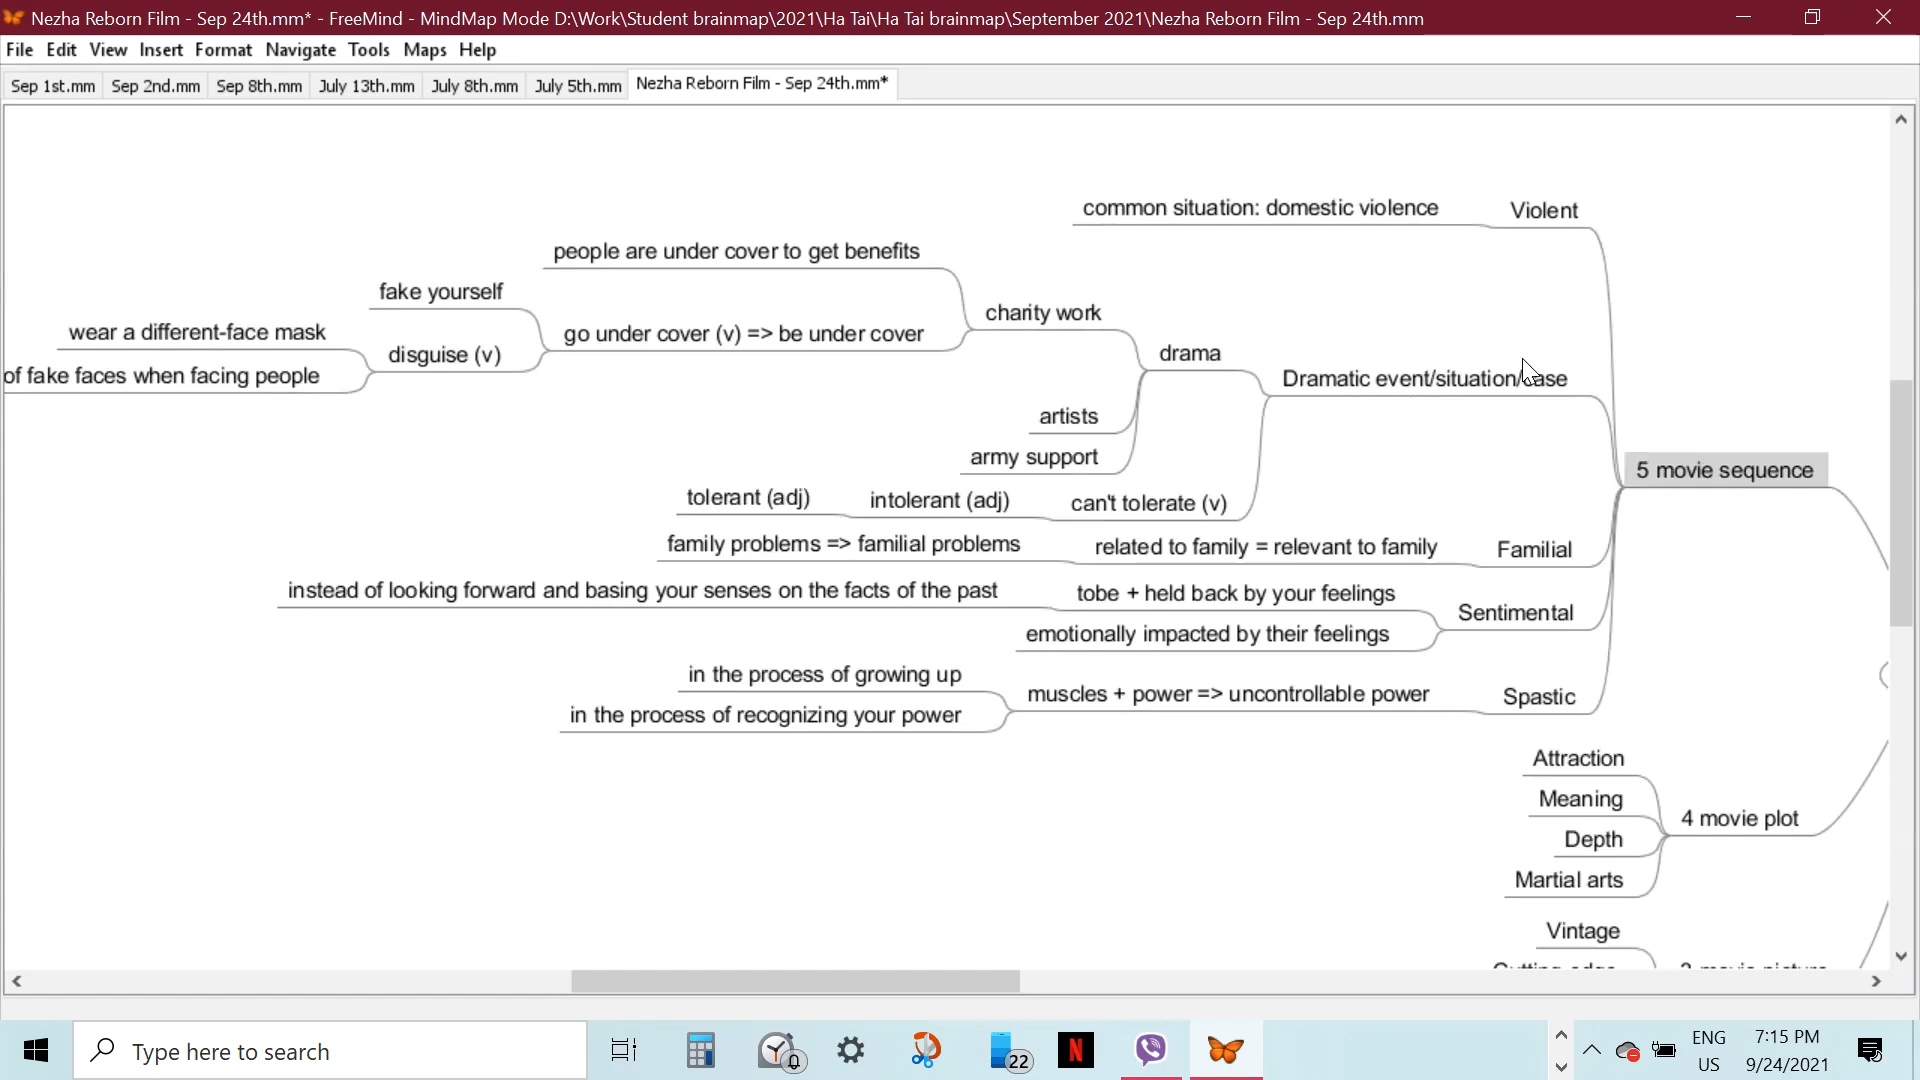 Nezha Reborn Film - Sep 24th.mm* - FreeMind - MindMap Mode D:\Work\Student brainmap\2021\Ha Tai\Ha Tai brainmap\September 2021\Nezha Reborn Film - Sep 24th.mm
File Edit View Insert Format Navigate Tools Maps Help
Sep 1st.mm Sep 2nd.mm Sep 8th.mm July 13th.mm July 8th.mm July 5th.mm Nezha Reborn Film - Sep 24th.mm*
common situation: domestic violence Violent
people are under cover to get benefits
fake yourself
charity work
wear a different-face mask
go under cover (v) => be under cover
disguise (v)
drama
of fake faces when facing people
Dramatic event/situation/
artists
army support
5 movie sequence
tolerant (adj) intolerant (adj) can't tolerate (v)
family problems => familial problems related to family = relevant to family Familial
instead of looking forward and basing your senses on the facts of the past tobe + held back by your feelings
Sentimental
emotionally impacted by their feelings
in the process of growing up
muscles + power => uncontrollable power Spastic
in the process of recognizing your power
Attraction
Meaning
4 movie plot
Depth
Martial arts
Vintage
Type here to search
22
N
ENG
US
7:15 PM
9/24/2021